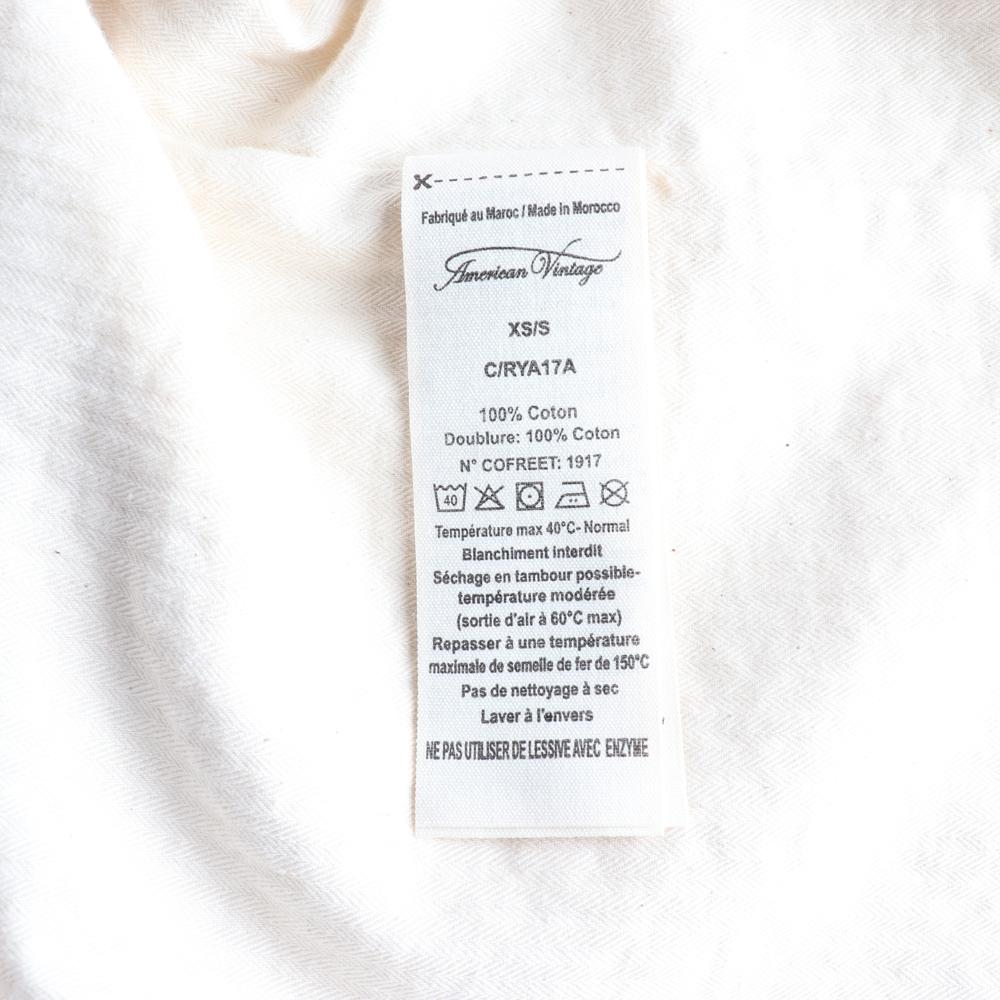 Fabriqué au Maroc / Made in Morocco
American Vintage
XS/S
C/RYA17A
100% Coton
Doublure: 100% Coton
N° COFREET: 1917
40
Température max 40°C- Normal
Blanchiment interdit
Séchage en tambour possible-
température modérée
(sortie d'air à 60°C max)
Repasser à une température
maximale de semelle de fer de 150°C
Pas de nettoyage à sec
Laver à l'envers
NE PAS UTILISER DE LESSIVE AVEC ENZYME